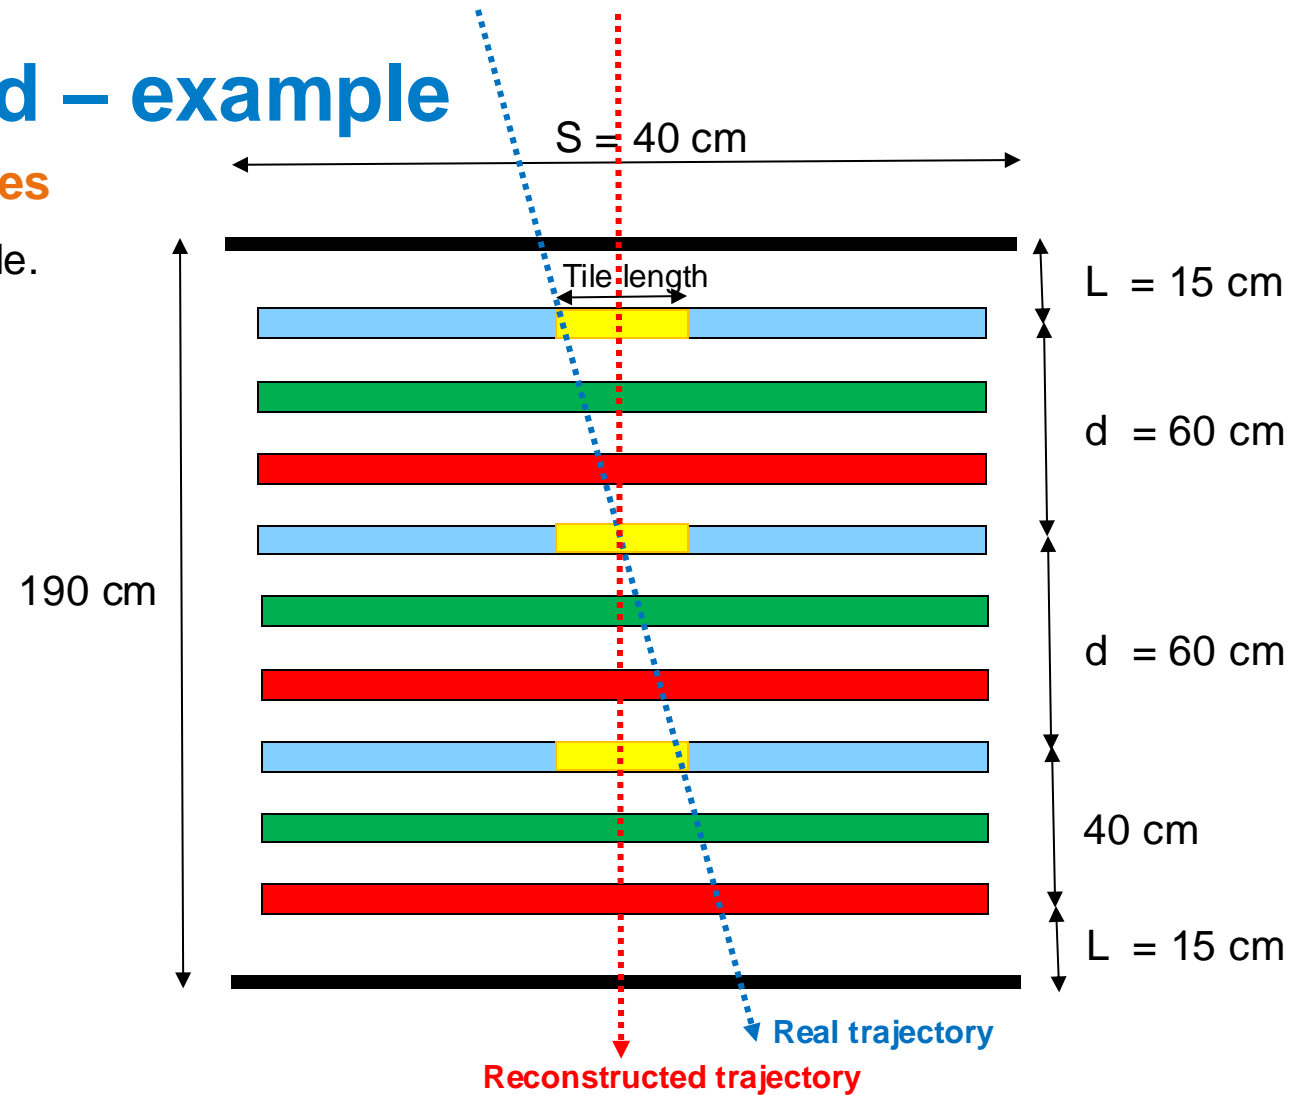 d – example
es
le.
S = 40 cm
Tile length
L = 15 cm
d = 60 cm
190 cm
d = 60 cm
40 cm
L = 15 cm
Real trajectory
Reconstructed trajectory